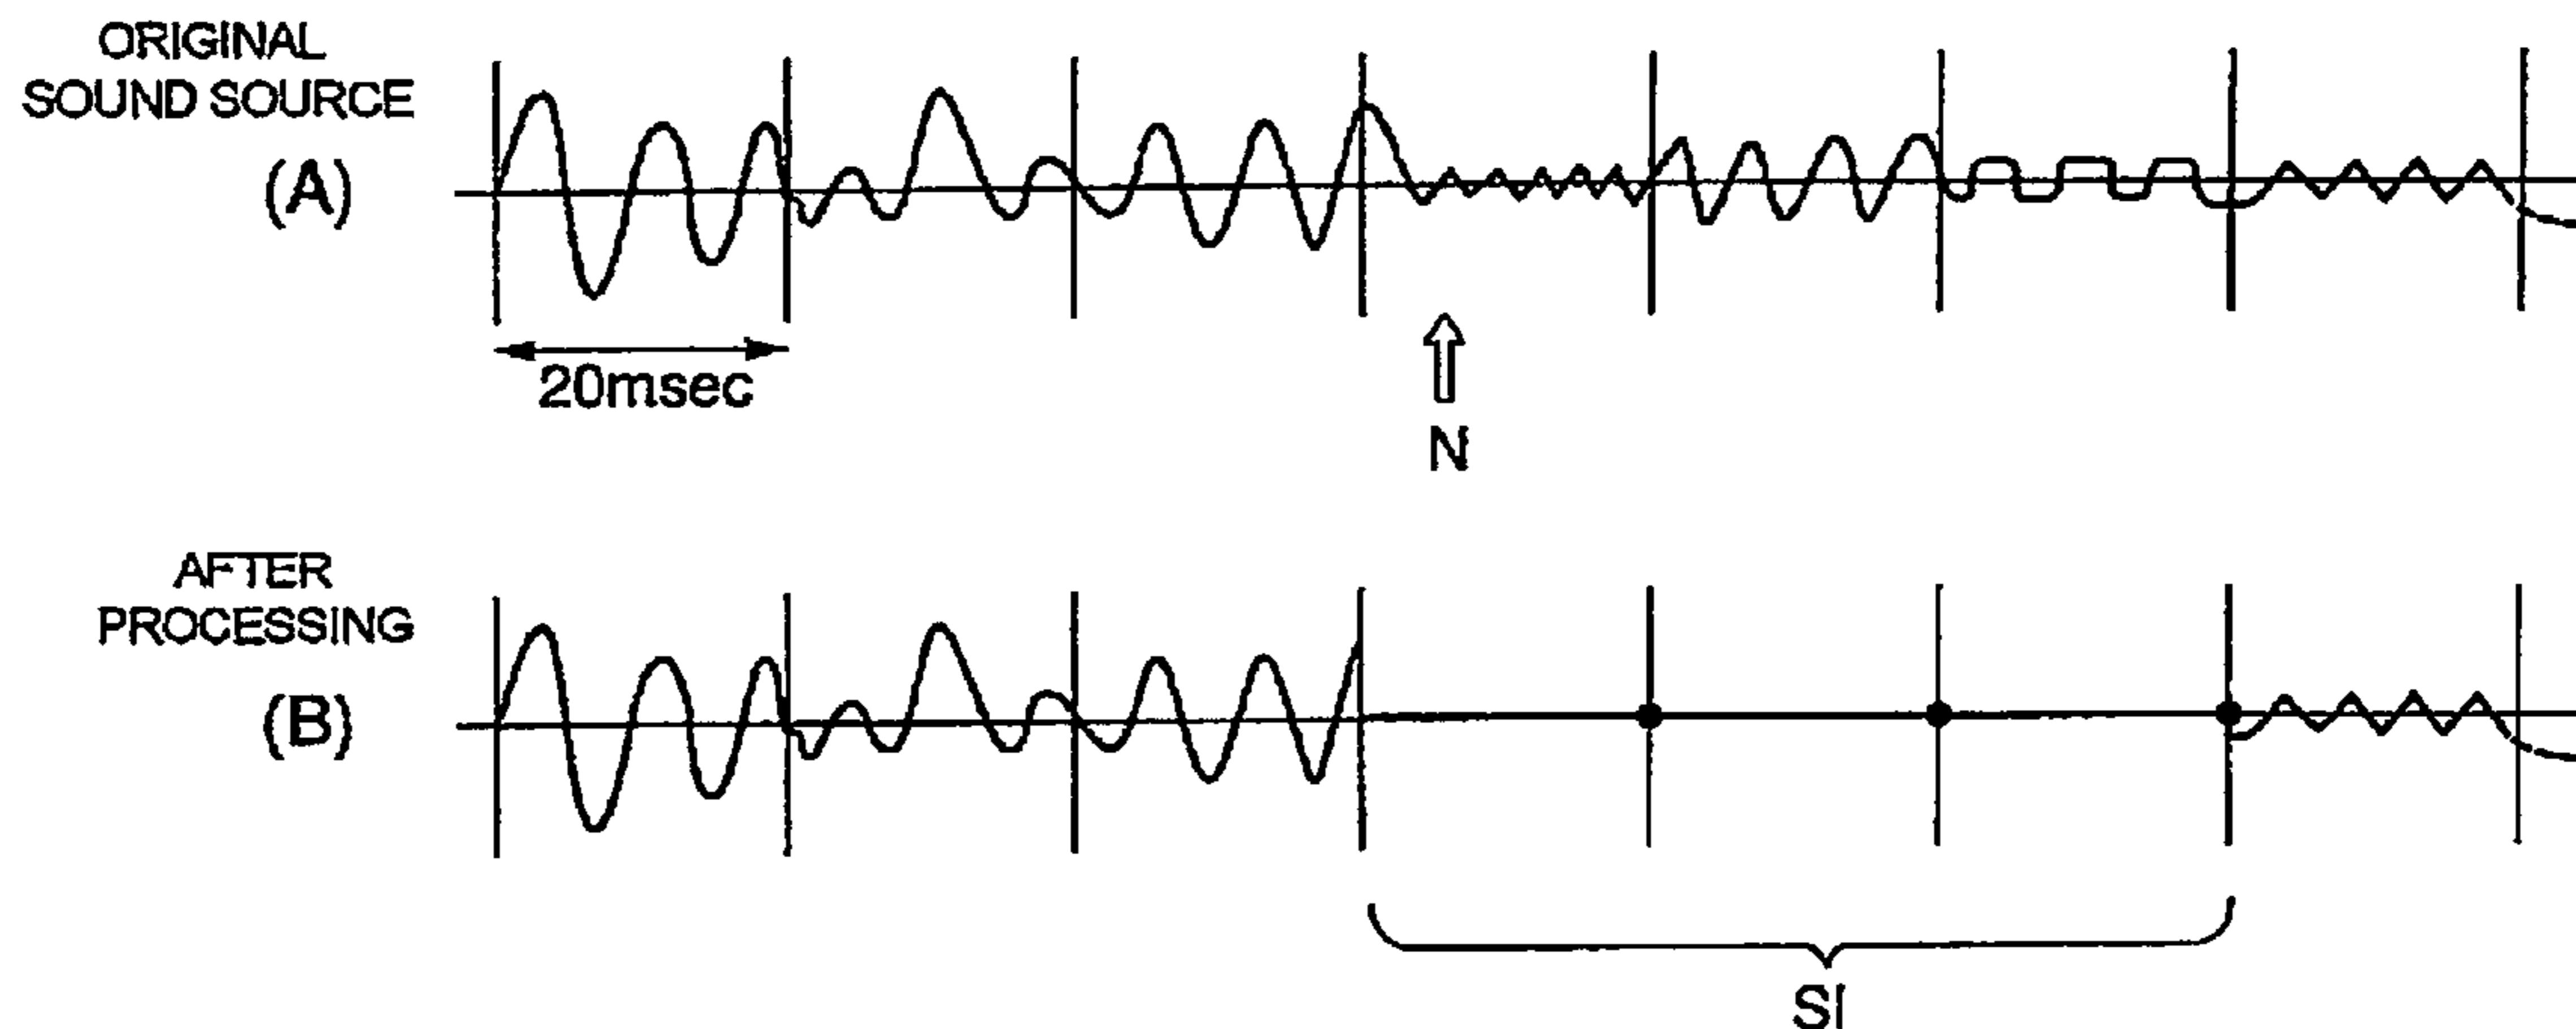 ORIGINAL
SOUND SOURCE
(A)
20msec
N
AFTER
PROCESSING
(B)
SI